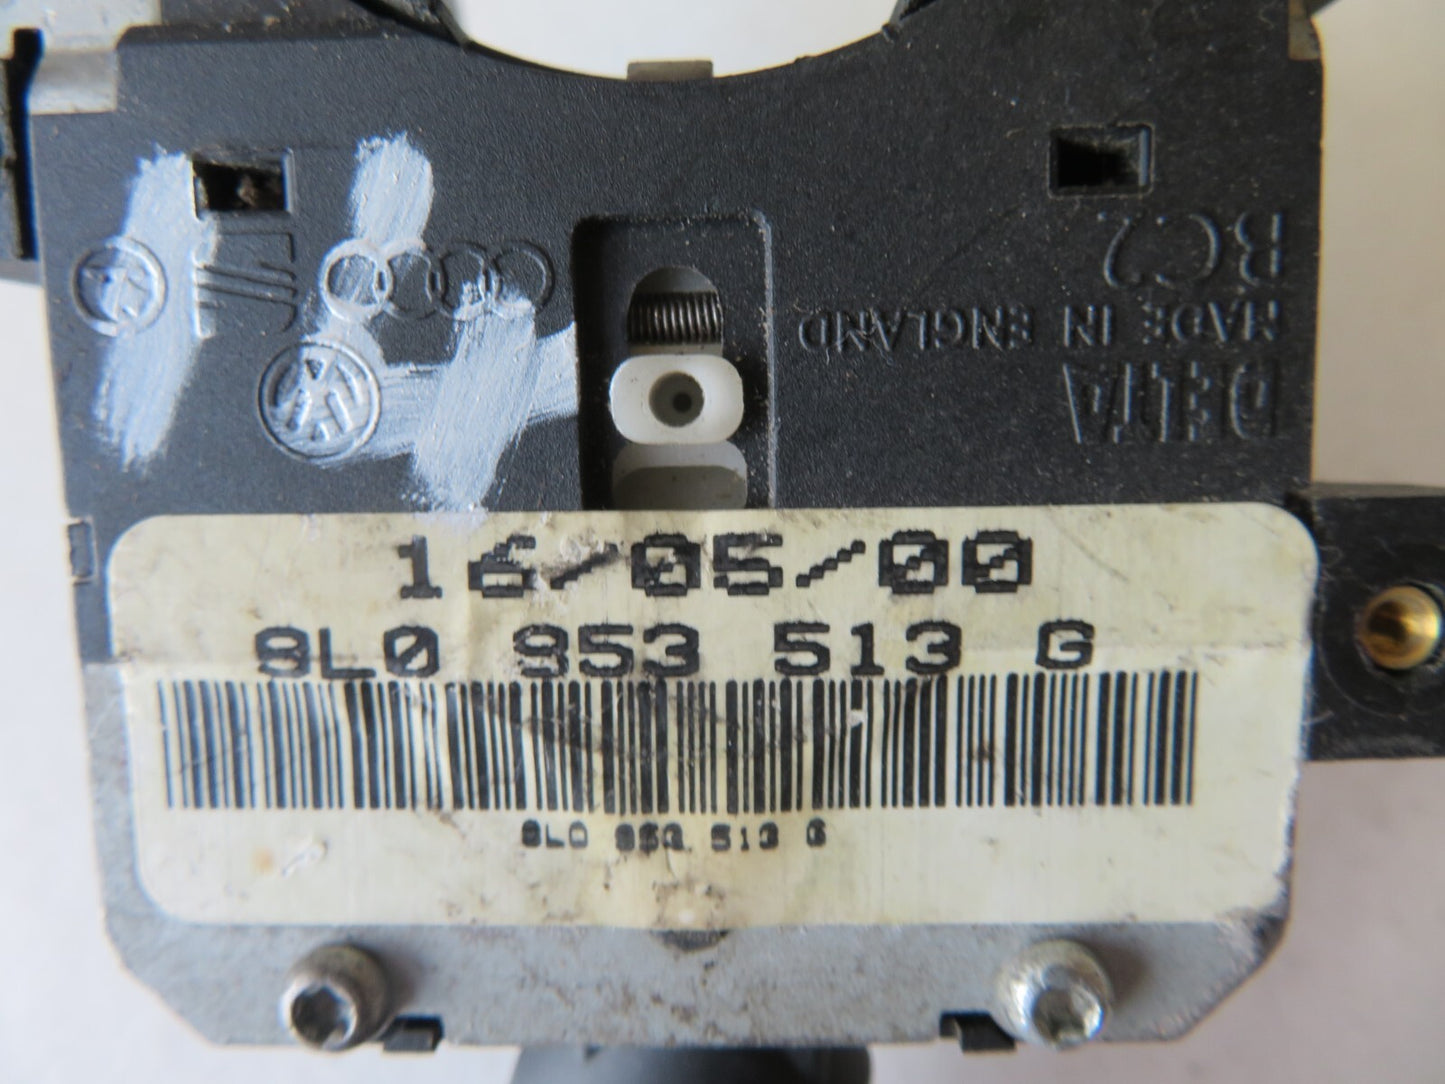 BC2
MADE IN ENGLAND
DELTA
16/05/00
8L0 953 513 G
8L0 953 513 G